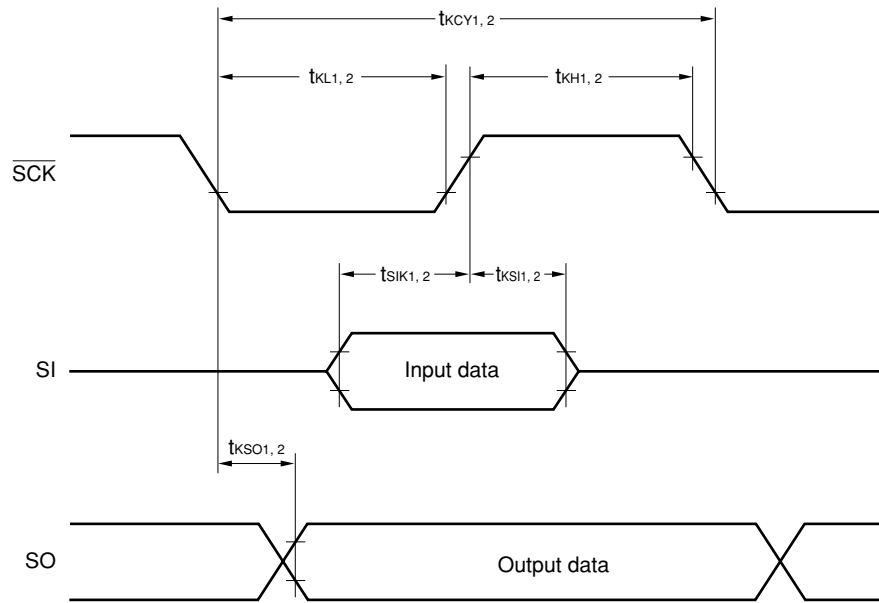 tKCY1, 2
tKL1, 2
tKH1, 2
SCK
tSIK1, 2
tKSI1, 2
SI
Input data
tKSO1, 2
SO
Output data